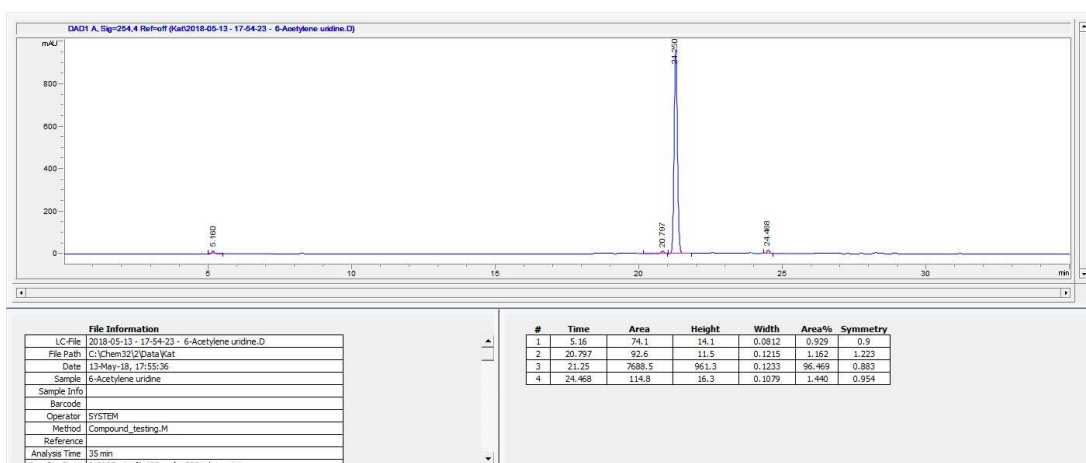 DAD1 A, Sig=254,4 Ref=off (Kat\2018-05-13 - 17-54-23 - 6-Acetylene uridine.D)
mAU
800
600
400
200
0
5.160
20.797
21.250
24.468
5 10 15 20 25 30 min
File Information
LC-File 2018-05-13 - 17-54-23 - 6-Acetylene uridine.D
File Path C:\Chem32\2\Data\Kat
Date 13-May-18, 17:55:36
Sample 6-Acetylene uridine
Sample Info
Barcode
Operator SYSTEM
Method Compound_testing.M
Reference
Analysis Time 35 min
# Time Area Height Width Area% Symmetry
1 5.16 74.1 14.1 0.0812 0.929 0.9
2 20.797 92.6 11.5 0.1215 1.162 1.223
3 21.25 7688.5 961.3 0.1233 96.469 0.883
4 24.468 114.8 16.3 0.1079 1.440 0.954